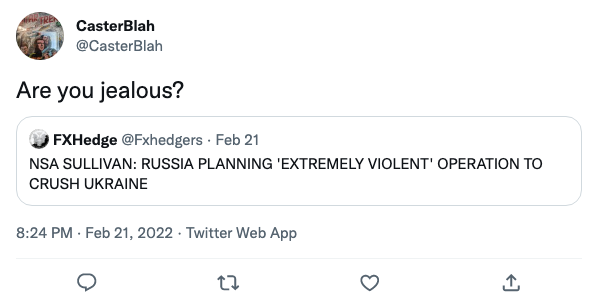 CasterBlah
@CasterBlah
Are you jealous?
FXHedge @Fxhedgers · Feb 21
NSA SULLIVAN: RUSSIA PLANNING 'EXTREMELY VIOLENT' OPERATION TO
CRUSH UKRAINE
8:24 PM · Feb 21, 2022 · Twitter Web App